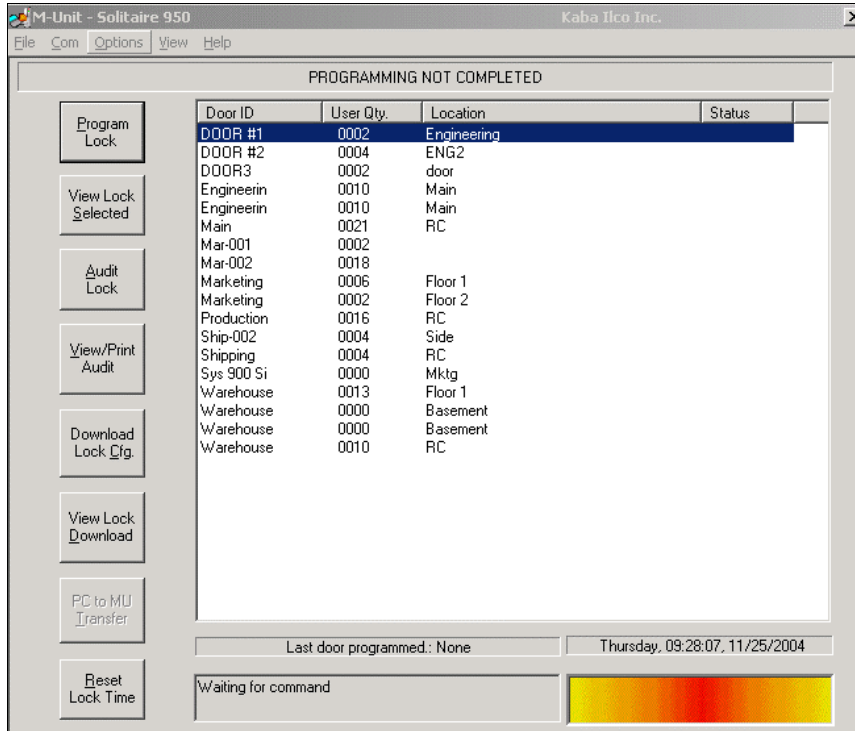 M-Unit - Solitaire 950 Kaba Ilco Inc.
File Com Options View Help
PROGRAMMING NOT COMPLETED
Program
Lock
View Lock
Selected
Audit
Lock
View/Print
Audit
Download
Lock Cfg.
View Lock
Download
PC to MU
Transfer
Reset
Lock Time
Door ID User Qty. Location Status
DOOR #1 0002 Engineering
DOOR #2 0004 ENG2
DOOR3 0002 door
Engineerin 0010 Main
Engineerin 0010 Main
Main 0021 RC
Mar-001 0002
Mar-002 0018
Marketing 0006 Floor 1
Marketing 0002 Floor 2
Production 0016 RC
Ship-002 0004 Side
Shipping 0004 RC
Sys 900 Si 0000 Mktg
Warehouse 0013 Floor 1
Warehouse 0000 Basement
Warehouse 0000 Basement
Warehouse 0010 RC
Last door programmed.: None
Thursday, 09:28:07, 11/25/2004
Waiting for command